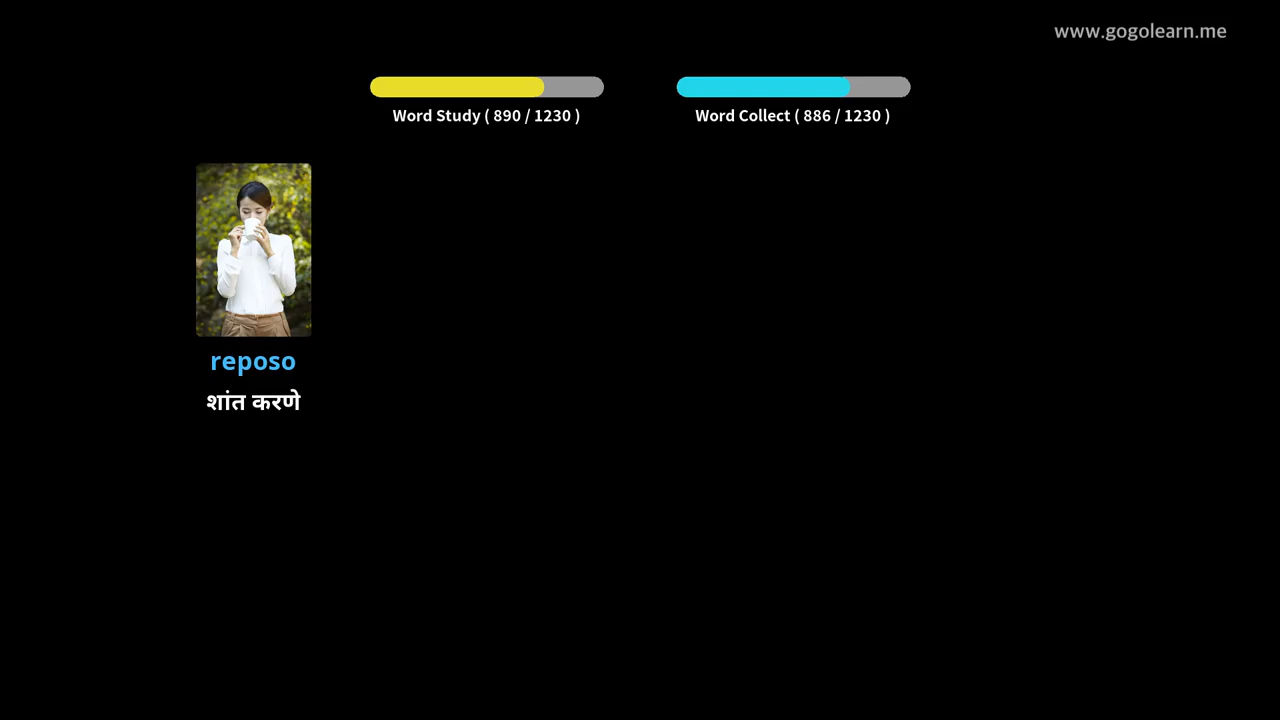 www.gogolearn.me
Word Study ( 890 / 1230 )
Word Collect ( 886 / 1230 )
reposo
शांत करणे